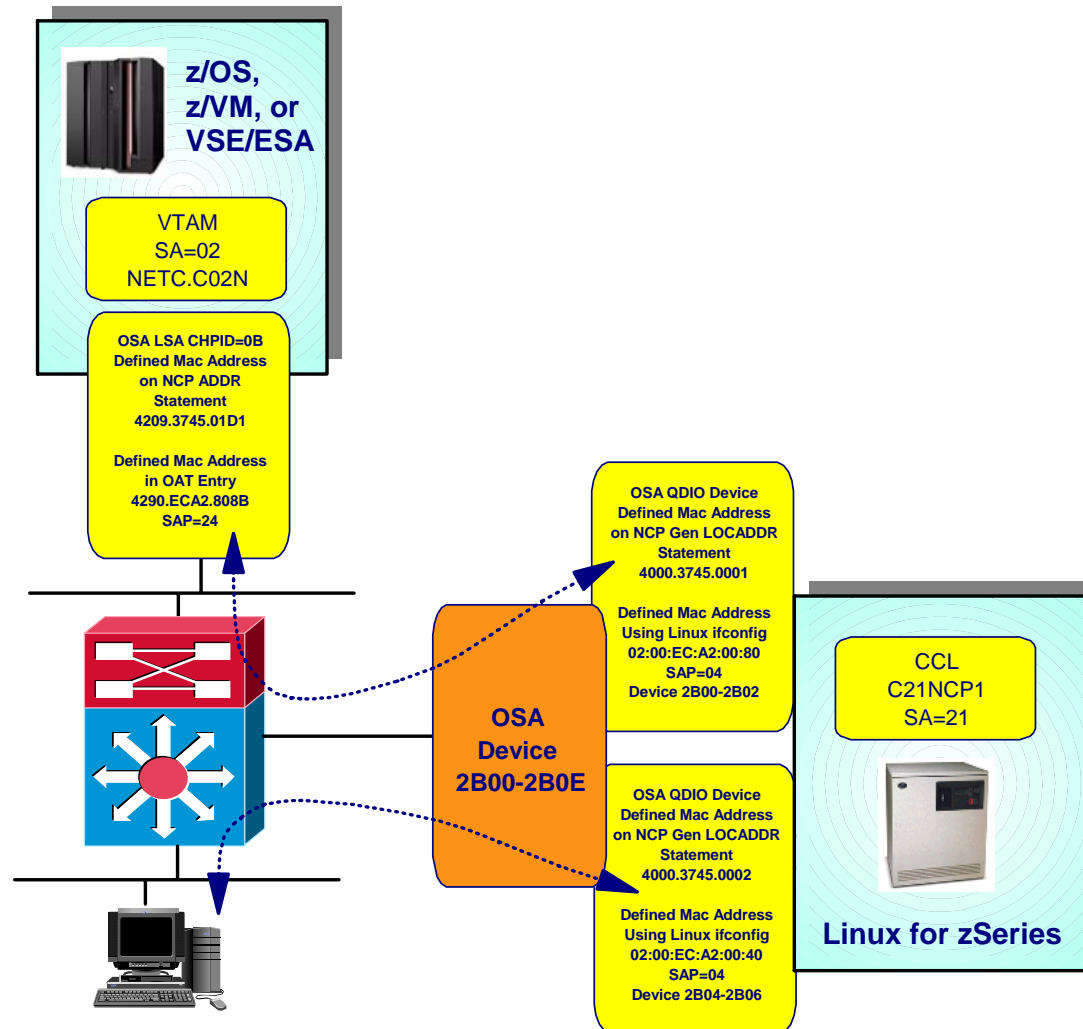 z/OS,
z/VM, or
VSE/ESA
VTAM
SA=02
NETC.C02N
OSA LSA CHPID=0B
Defined Mac Address
on NCP ADDR
Statement
4209.3745.01D1
Defined Mac Address
in OAT Entry
4290.ECA2.808B
SAP=24
OSA QDIO Device
Defined Mac Address
on NCP Gen LOCADDR
Statement
4000.3745.0001
Defined Mac Address
Using Linux ifconfig
02:00:EC:A2:00:80
SAP=04
Device 2B00-2B02
OSA
Device
2B00-2B0E
CCL
C21NCP1
SA=21
OSA QDIO Device
Defined Mac Address
on NCP Gen LOCADDR
Statement
4000.3745.0002
Defined Mac Address
Using Linux ifconfig
02:00:EC:A2:00:40
SAP=04
Device 2B04-2B06
Linux for zSeries